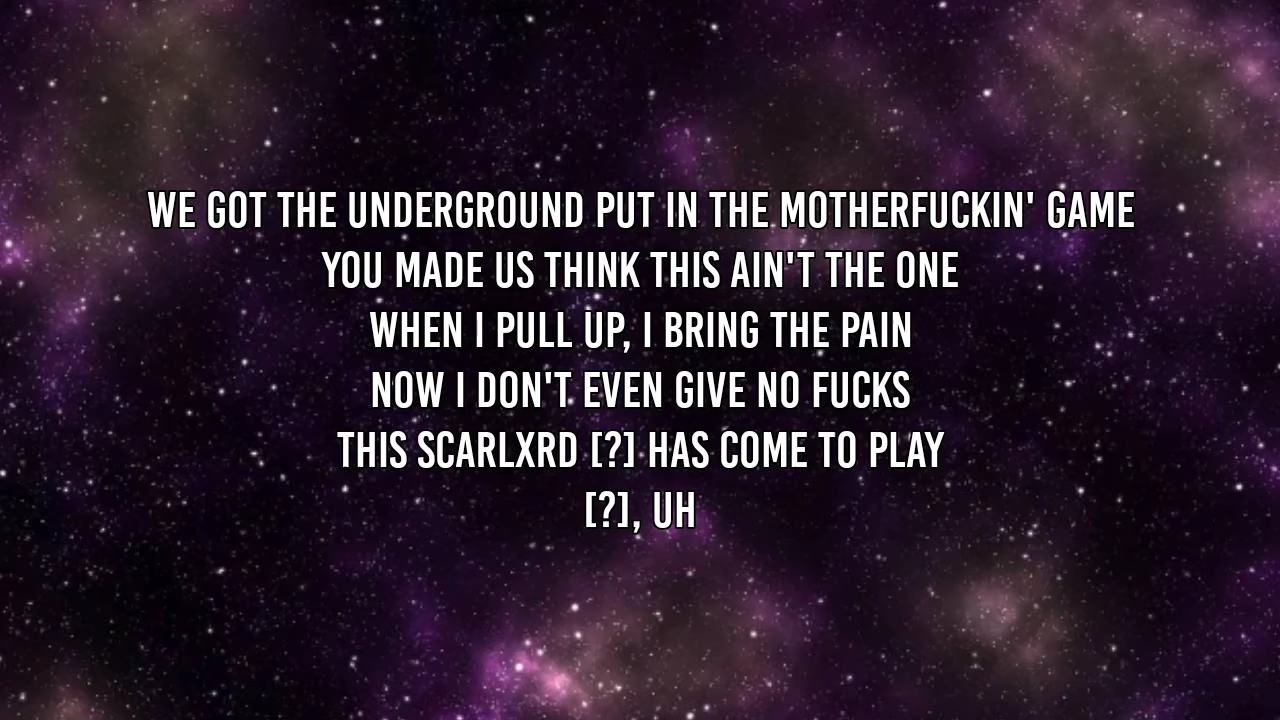 WE GOT THE UNDERGROUND PUT IN THE MOTHERFUCKIN' GAME
YOU MADE US THINK THIS AIN'T THE ONE
WHEN I PULL UP, I BRING THE PAIN
NOW I DON'T EVEN GIVE NO FUCKS
THIS SCARLXRD [?] HAS COME TO PLAY
[?], UH